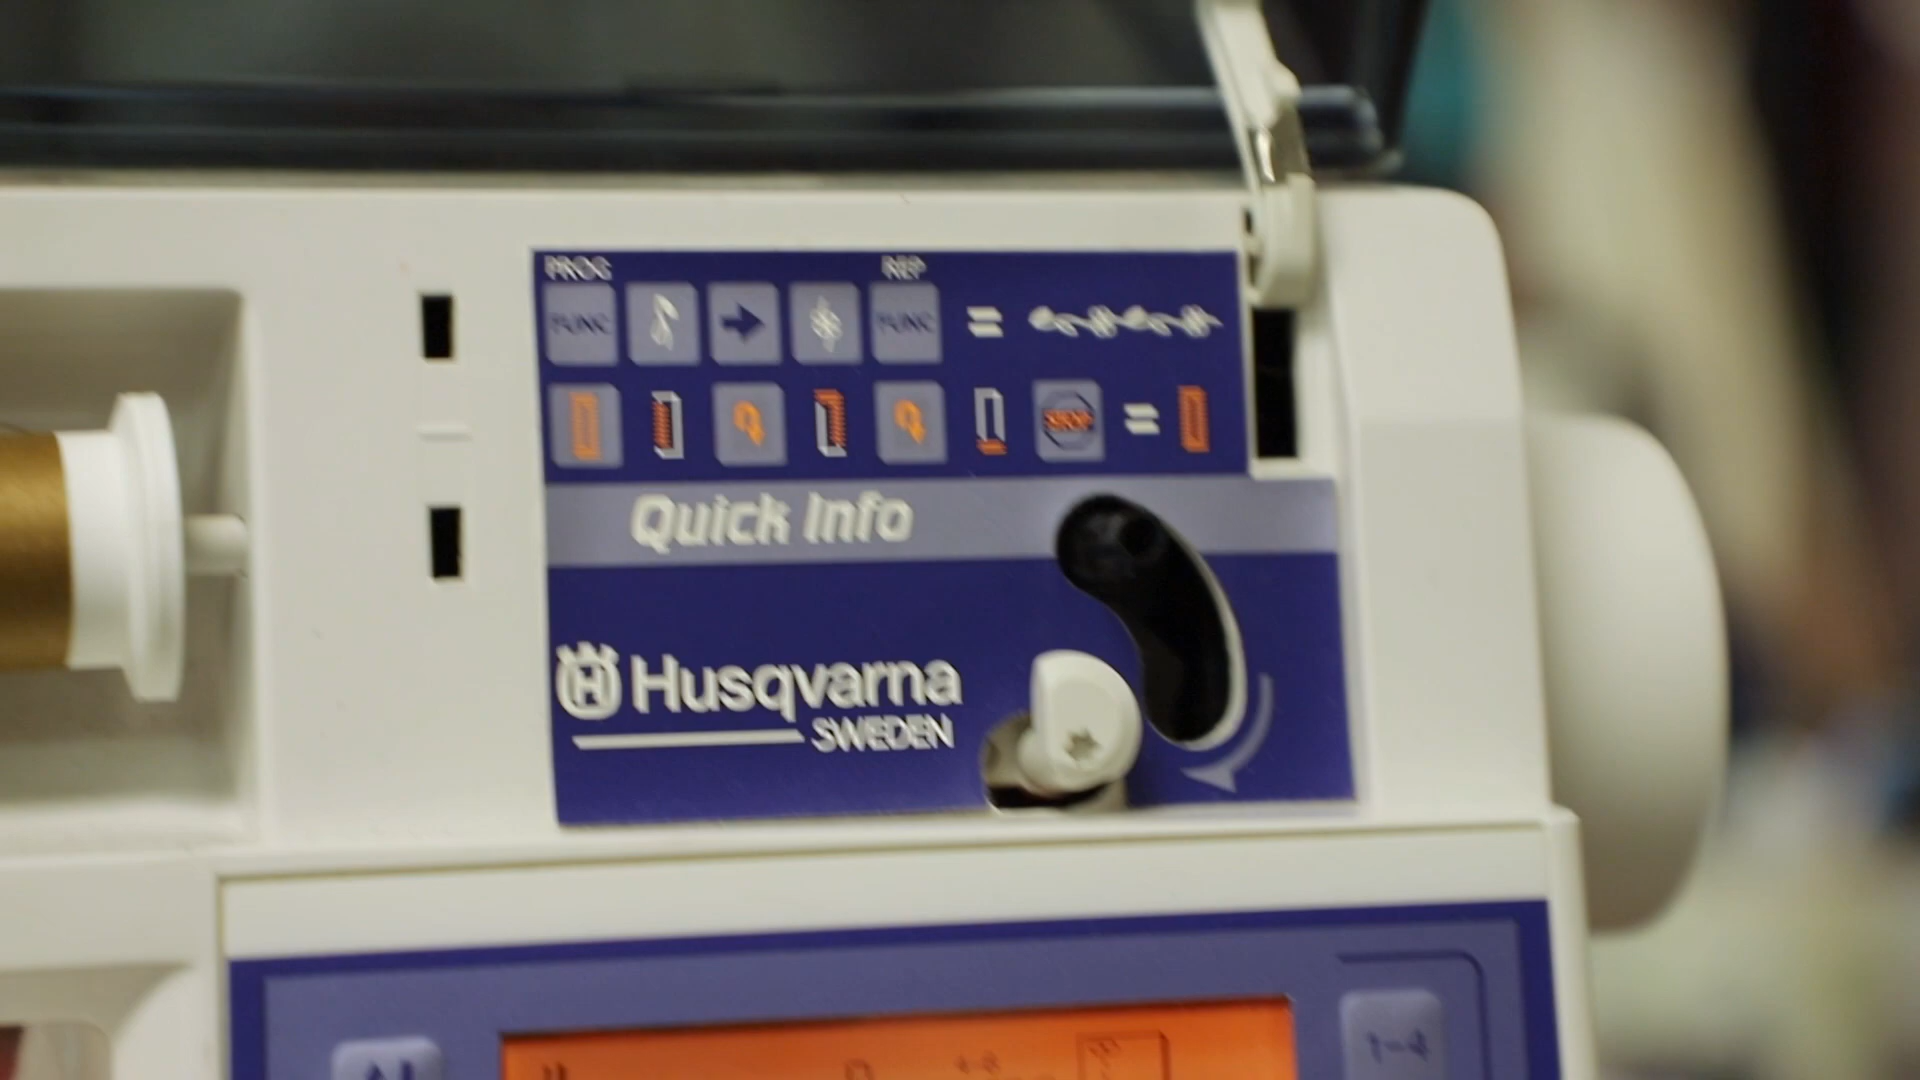 PROG REP
FUNC FUNC =
STOP =
Quick Info
Husqvarna
SWEDEN